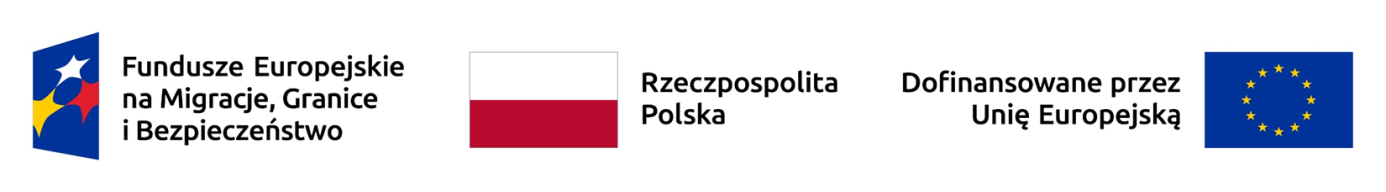 Fundusze Europejskie
na Migracje, Granice
i Bezpieczeństwo
Rzeczpospolita
Polska
Dofinansowane przez
Unię Europejską